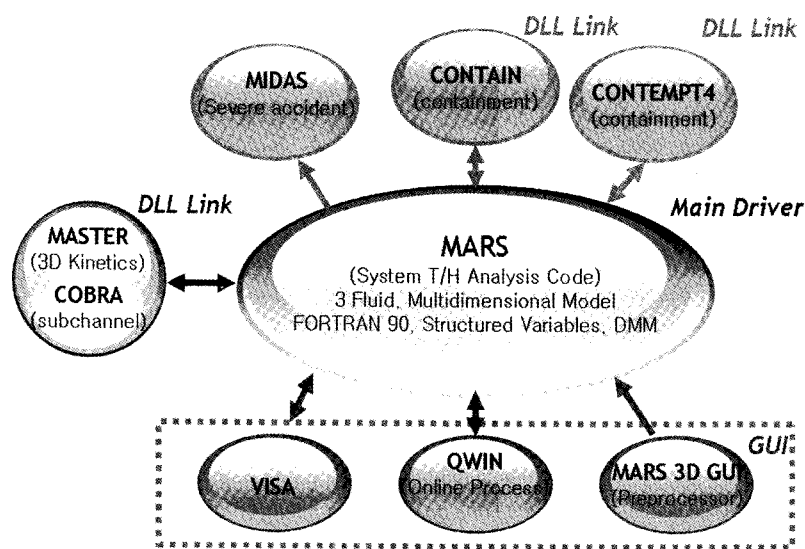 DLL Link
DLL Link
MIDAS
(Severe accident)
CONTAIN
(containment)
CONTEMPT4
(containment)
DLL Link
Main Driver
MASTER
(3D Kinetics)
COBRA
(subchannel)
MARS
(System T/H Analysis Code)
3 Fluid, Multidimensional Model
FORTRAN 90, Structured Variables, DMM
GUI
VISA
QWIN
Online Process
MARS 3D GUI
(Preprocessor)